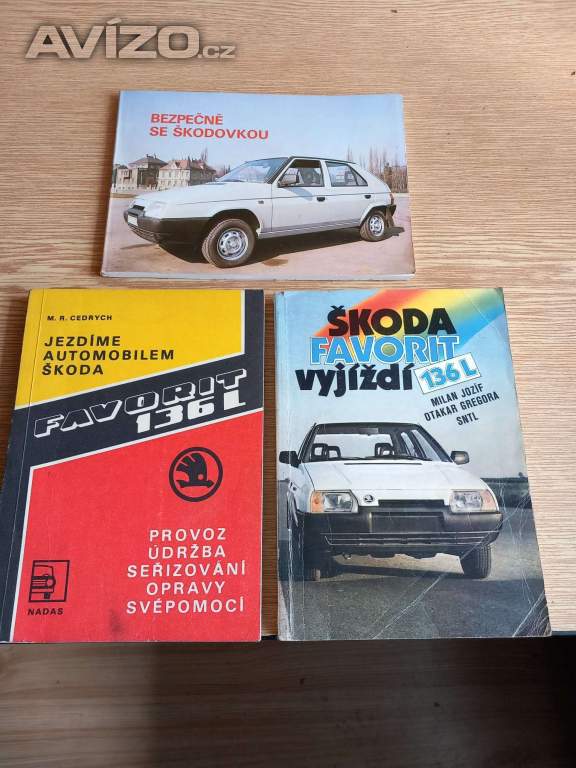 AVÍZO.cz
BEZPEČNĚ
SE ŠKODOVKOU
M. R. CEDRYCH
JEZDÍME
AUTOMOBILEM
ŠKODA
FAVORIT
136 L
PROVOZ
ÚDRŽBA
SEŘIZOVÁNÍ
OPRAVY
SVÉPOMOCÍ
NADAS
ŠKODA
FAVORIT
vyjíždí 136 L
MILAN JOZÍF
OTAKAR GREGORA
SNTL